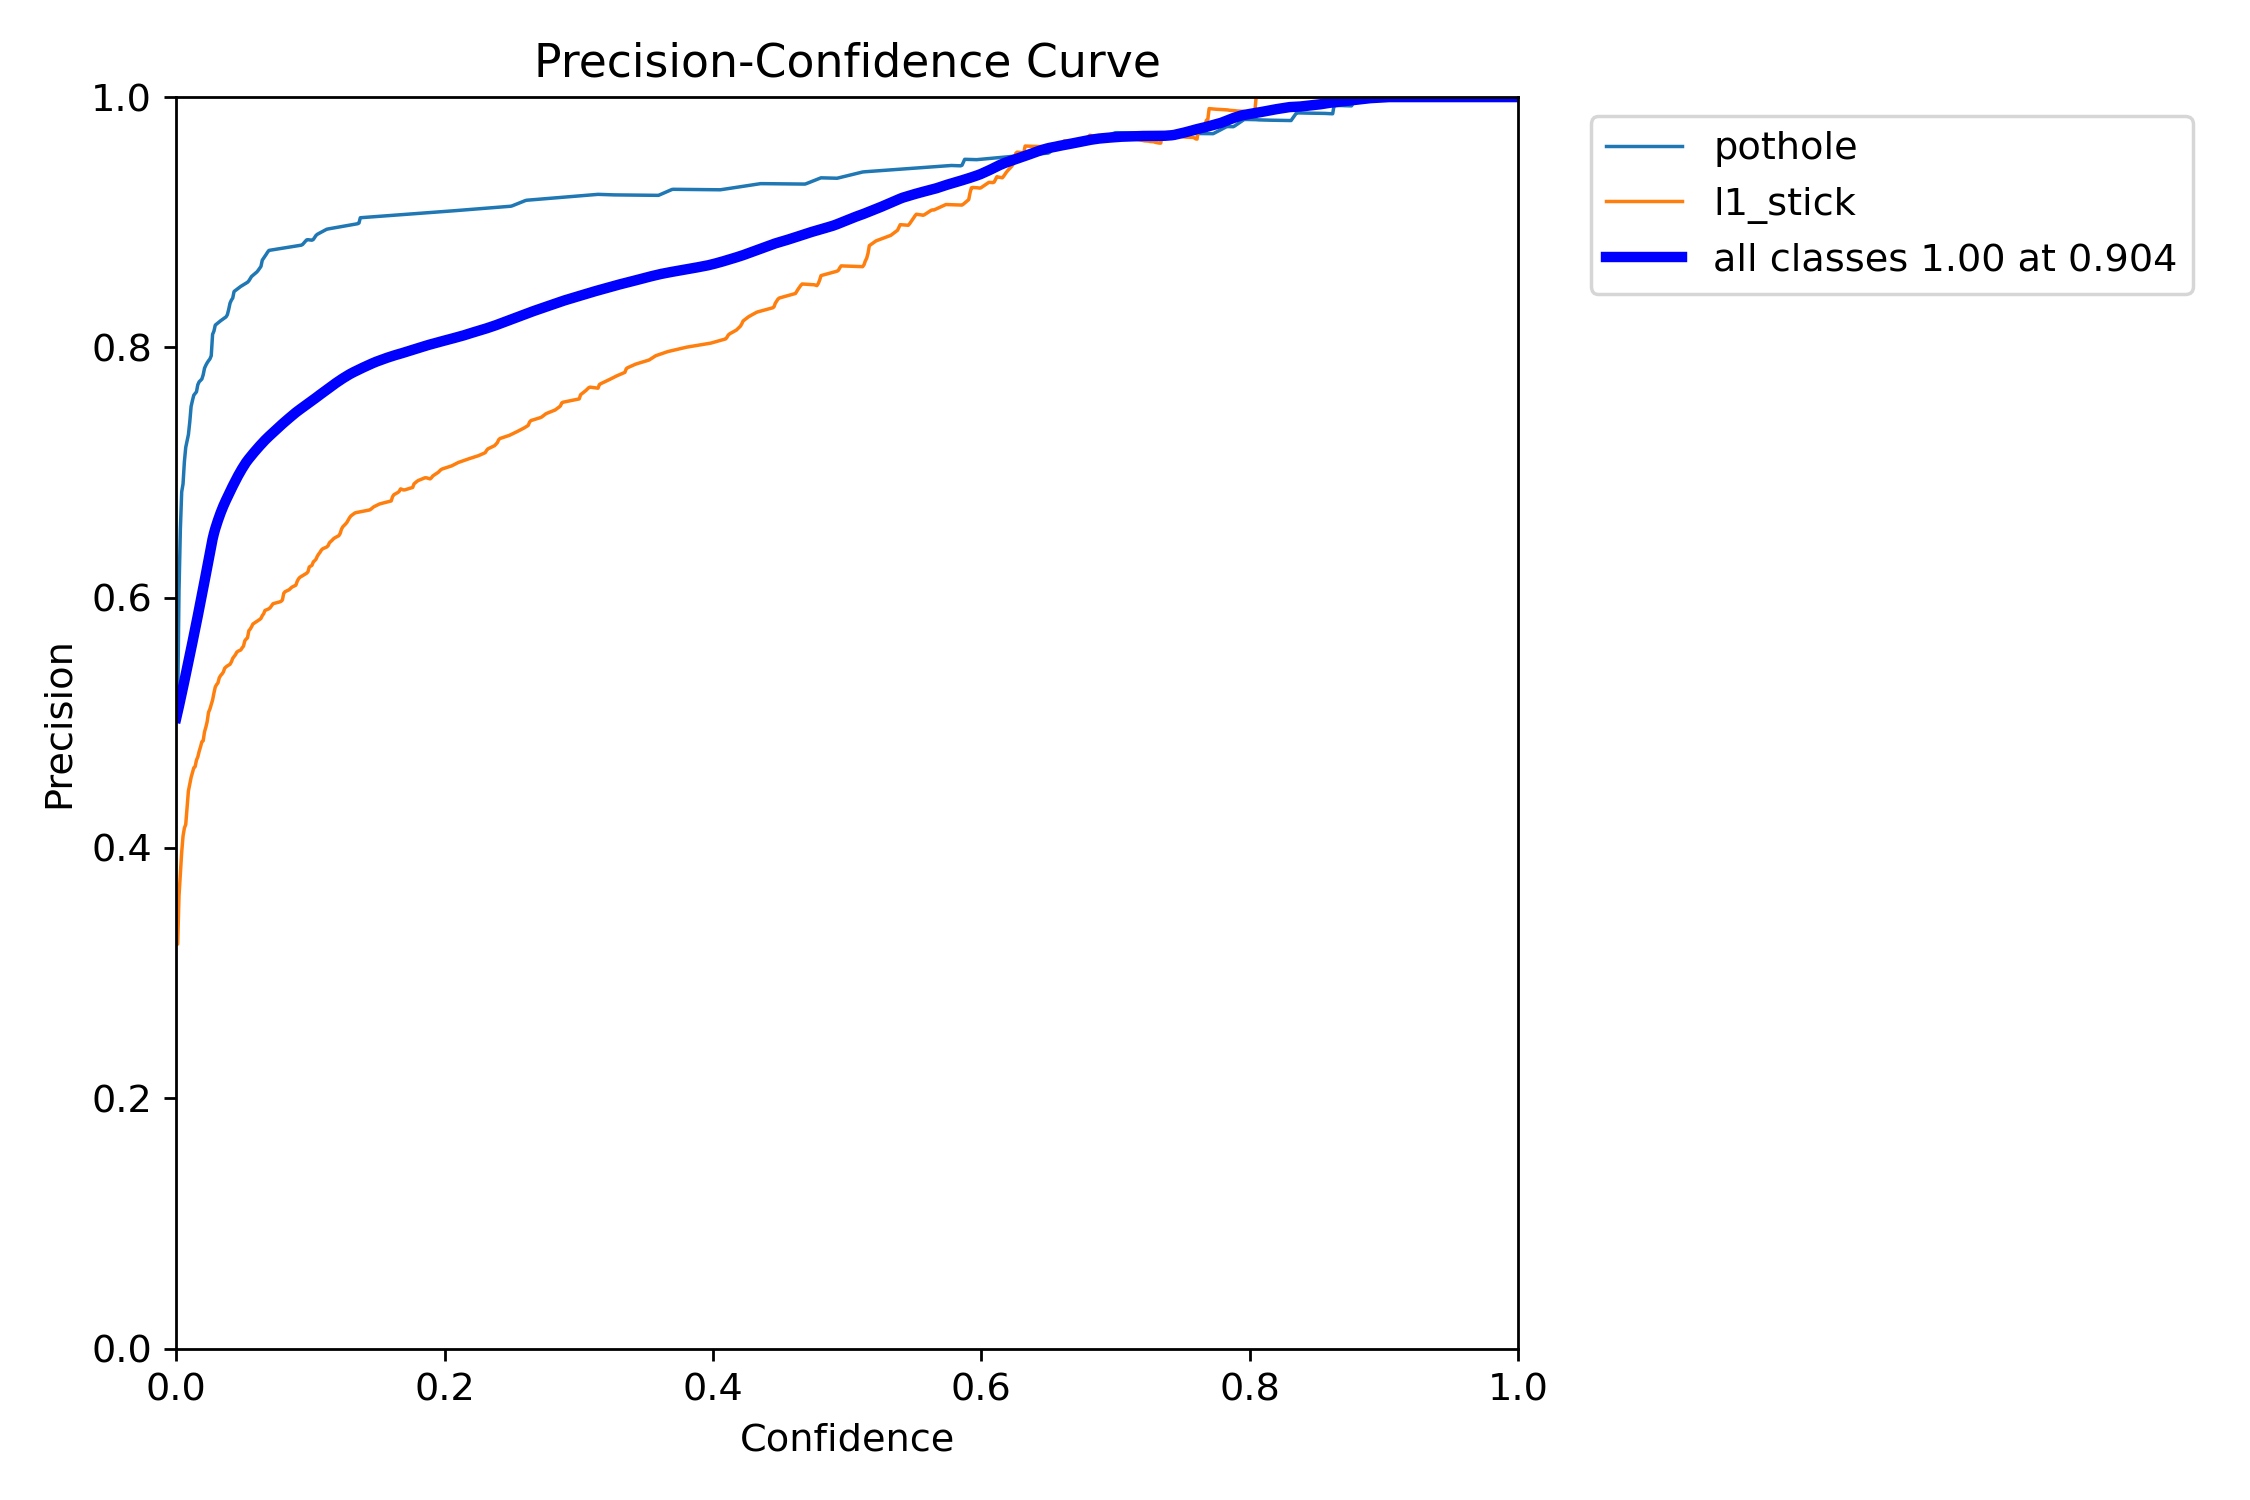 Precision-Confidence Curve
1.0
0.8
0.6
0.4
0.2
0.0
Precision
0.0 0.2 0.4 0.6 0.8 1.0
Confidence
pothole
l1_stick
all classes 1.00 at 0.904